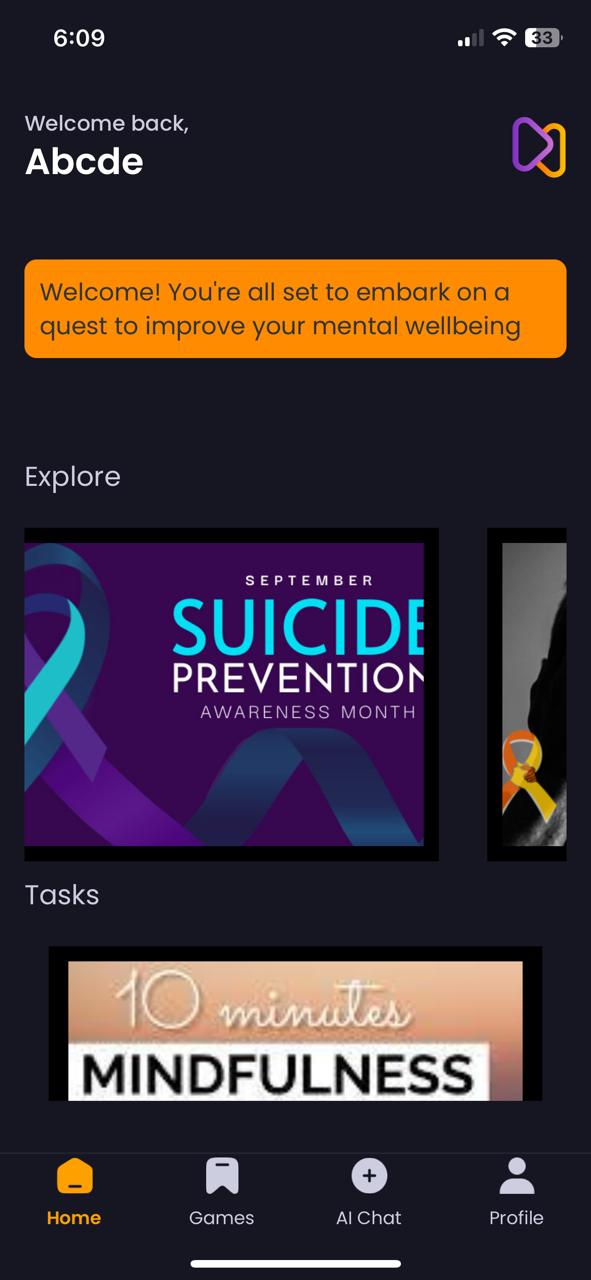 6:09
33
Welcome back,
Abcde
Welcome! You're all set to embark on a
quest to improve your mental wellbeing
Explore
SEPTEMBER
SUICIDE
PREVENTION
AWARENESS MONTH
Tasks
10 minutes
MINDFULNESS
Home
Games
AI Chat
Profile